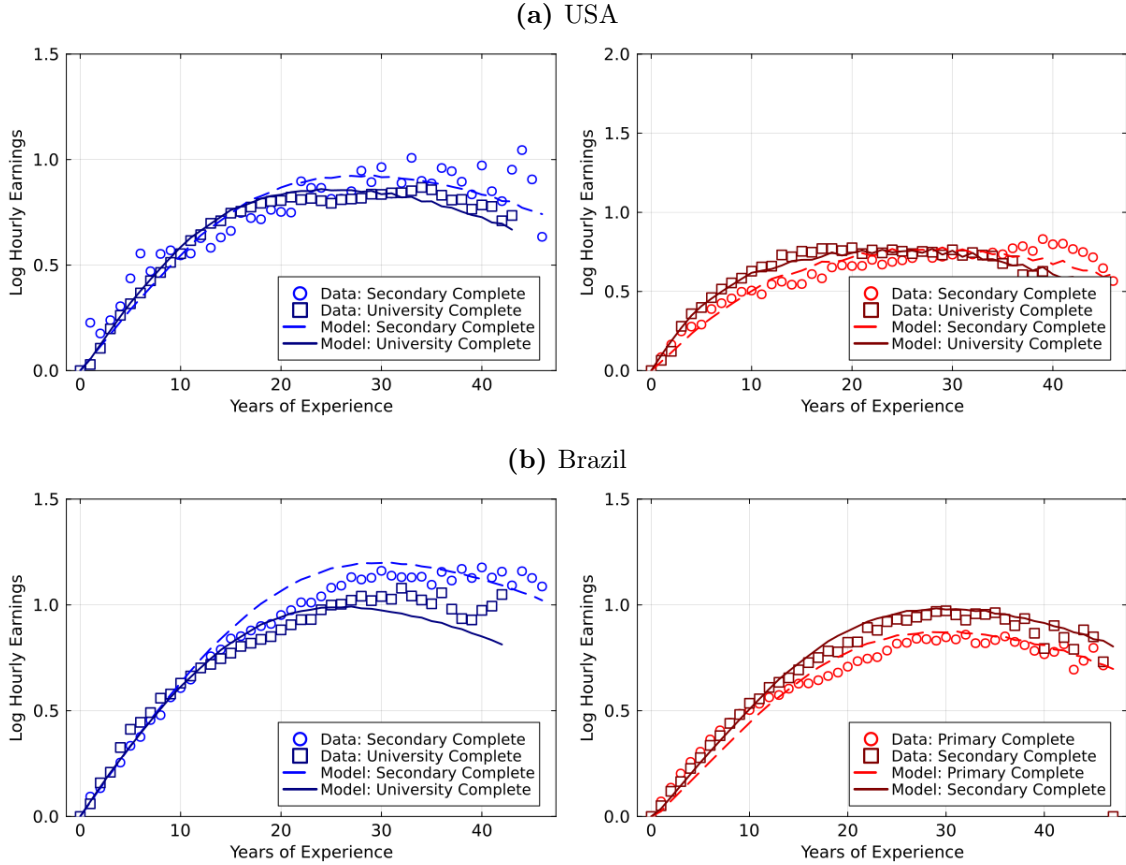 (a) USA
Log Hourly Earnings
1.5
1.0
0.5
0.0
Data: Secondary Complete
Data: University Complete
Model: Secondary Complete
Model: University Complete
0 10 20 30 40
Years of Experience
Log Hourly Earnings
2.0
1.5
1.0
0.5
0.0
Data: Secondary Complete
Data: Univeristy Complete
Model: Secondary Complete
Model: University Complete
0 10 20 30 40
Years of Experience
(b) Brazil
Log Hourly Earnings
1.5
1.0
0.5
0.0
Data: Secondary Complete
Data: University Complete
Model: Secondary Complete
Model: University Complete
0 10 20 30 40
Years of Experience
Log Hourly Earnings
1.5
1.0
0.5
0.0
Data: Primary Complete
Data: Secondary Complete
Model: Primary Complete
Model: Secondary Complete
0 10 20 30 40
Years of Experience